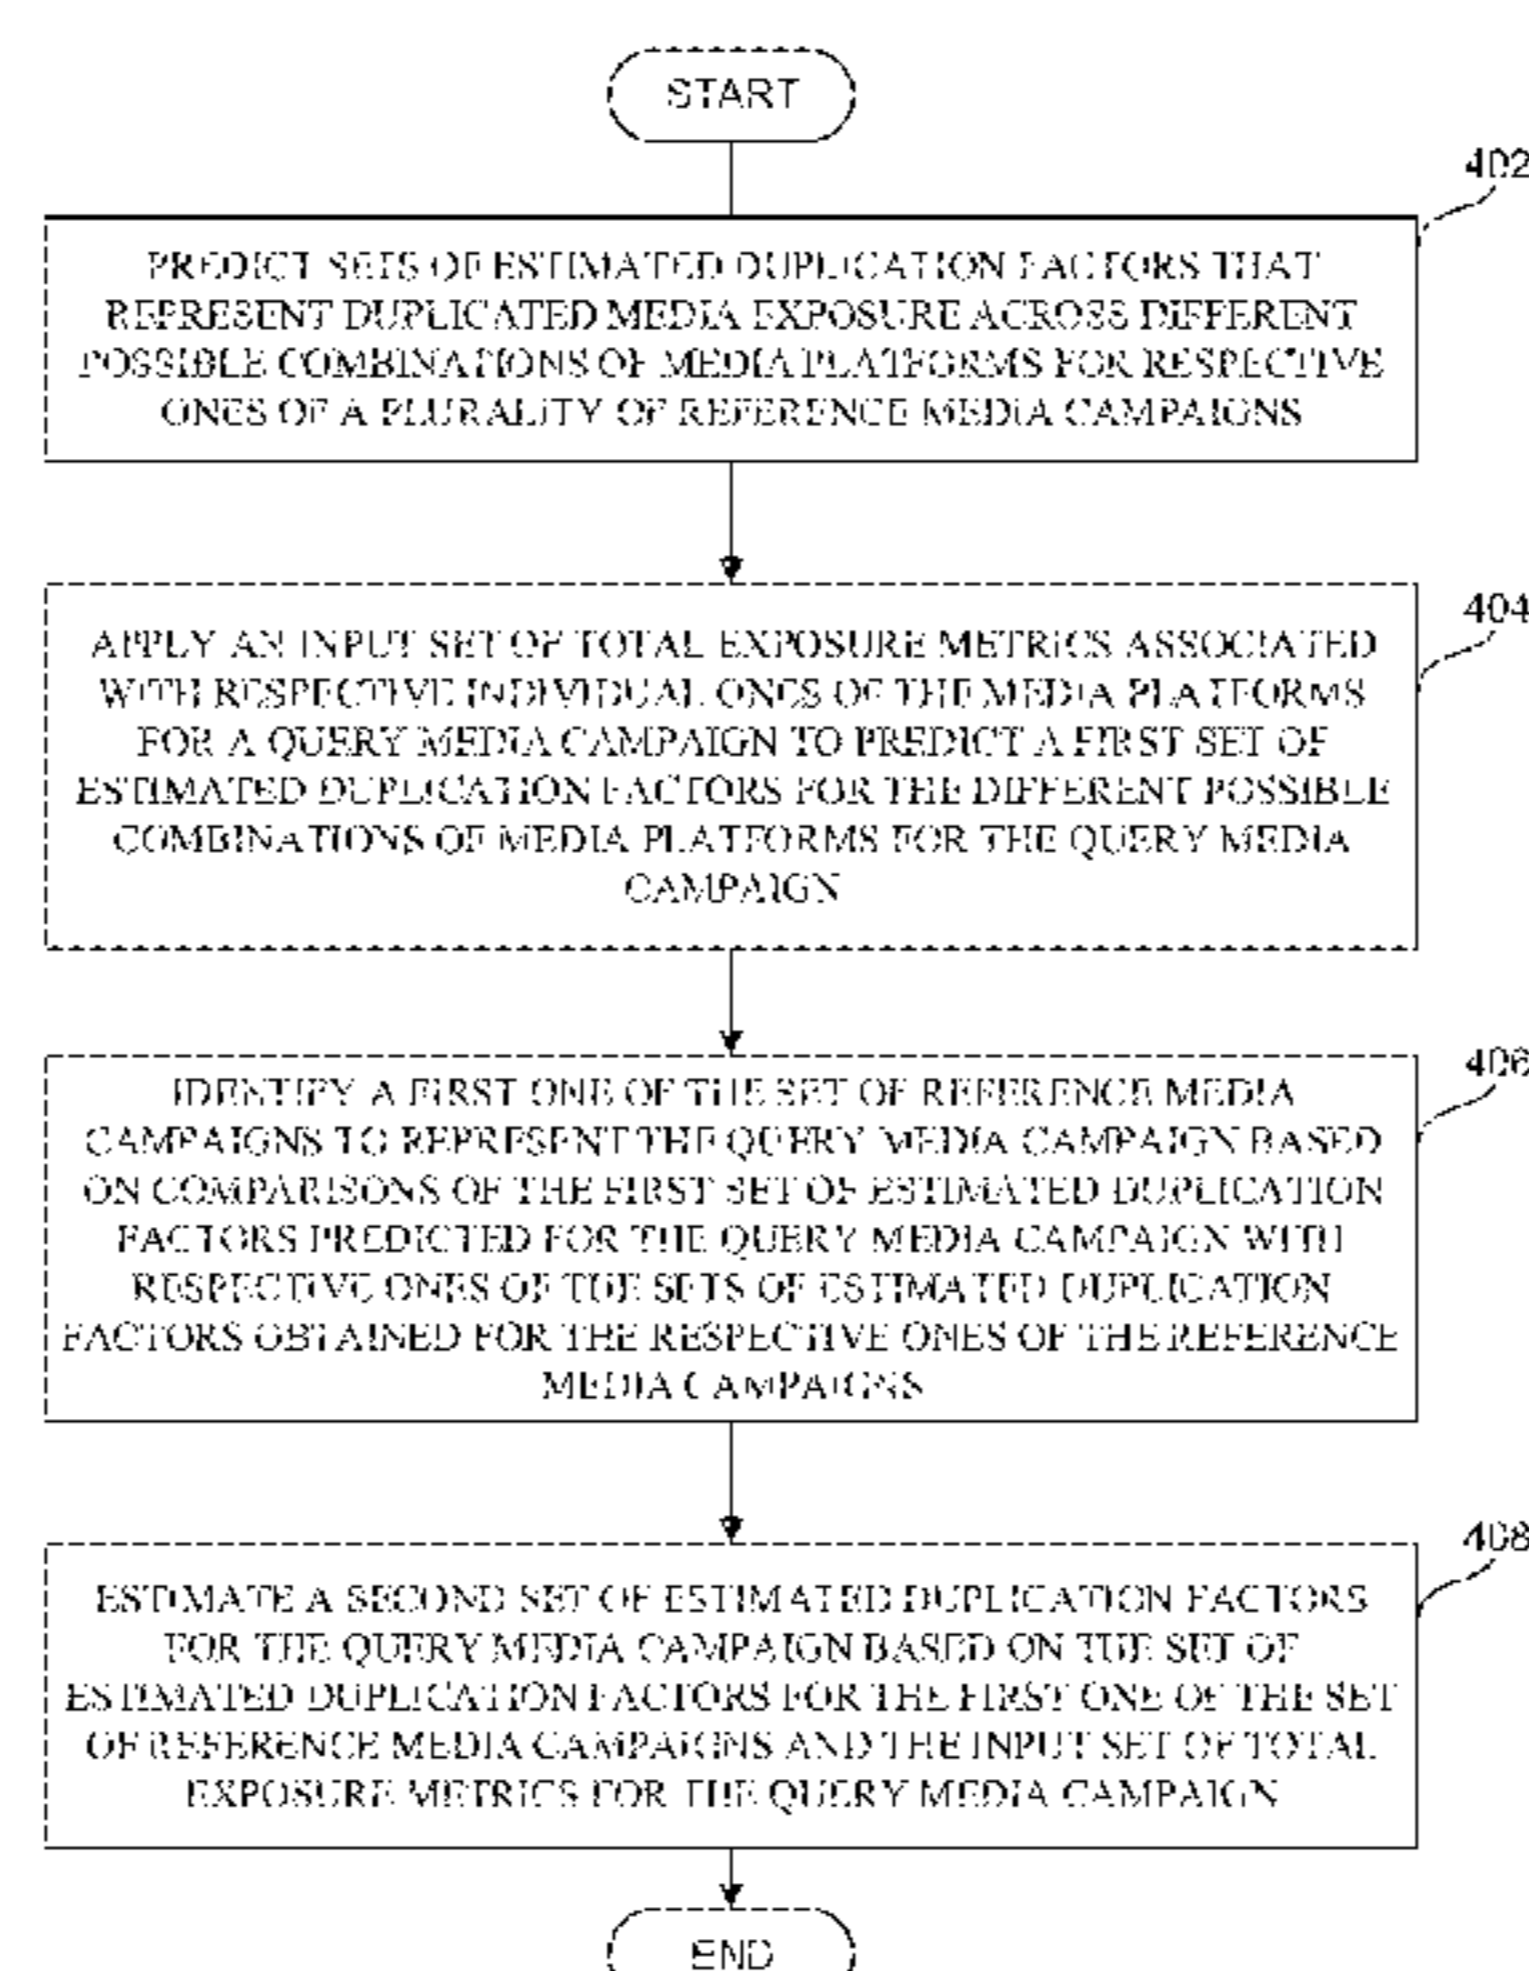 START
402
PREDICT SETS OF ESTIMATED DUPLICATION FACTORS THAT
REPRESENT DUPLICATED MEDIA EXPOSURE ACROSS DIFFERENT
POSSIBLE COMBINATIONS OF MEDIA PLATFORMS FOR RESPECTIVE
ONES OF A PLURALITY OF REFERENCE MEDIA CAMPAIGNS
404
APPLY AN INPUT SET OF TOTAL EXPOSURE METRICS ASSOCIATED
WITH RESPECTIVE INDIVIDUAL ONES OF THE MEDIA PLATFORMS
FOR A QUERY MEDIA CAMPAIGN TO PREDICT A FIRST SET OF
ESTIMATED DUPLICATION FACTORS FOR THE DIFFERENT POSSIBLE
COMBINATIONS OF MEDIA PLATFORMS FOR THE QUERY MEDIA
CAMPAIGN
406
IDENTIFY A FIRST ONE OF THE SET OF REFERENCE MEDIA
CAMPAIGNS TO REPRESENT THE QUERY MEDIA CAMPAIGN BASED
ON COMPARISONS OF THE FIRST SET OF ESTIMATED DUPLICATION
FACTORS PREDICTED FOR THE QUERY MEDIA CAMPAIGN WITH
RESPECTIVE ONES OF THE SETS OF ESTIMATED DUPLICATION
FACTORS OBTAINED FOR THE RESPECTIVE ONES OF THE REFERENCE
MEDIA CAMPAIGNS
408
ESTIMATE A SECOND SET OF ESTIMATED DUPLICATION FACTORS
FOR THE QUERY MEDIA CAMPAIGN BASED ON THE SET OF
ESTIMATED DUPLICATION FACTORS FOR THE FIRST ONE OF THE SET
OF REFERENCE MEDIA CAMPAIGNS AND THE INPUT SET OF TOTAL
EXPOSURE METRICS FOR THE QUERY MEDIA CAMPAIGN
END